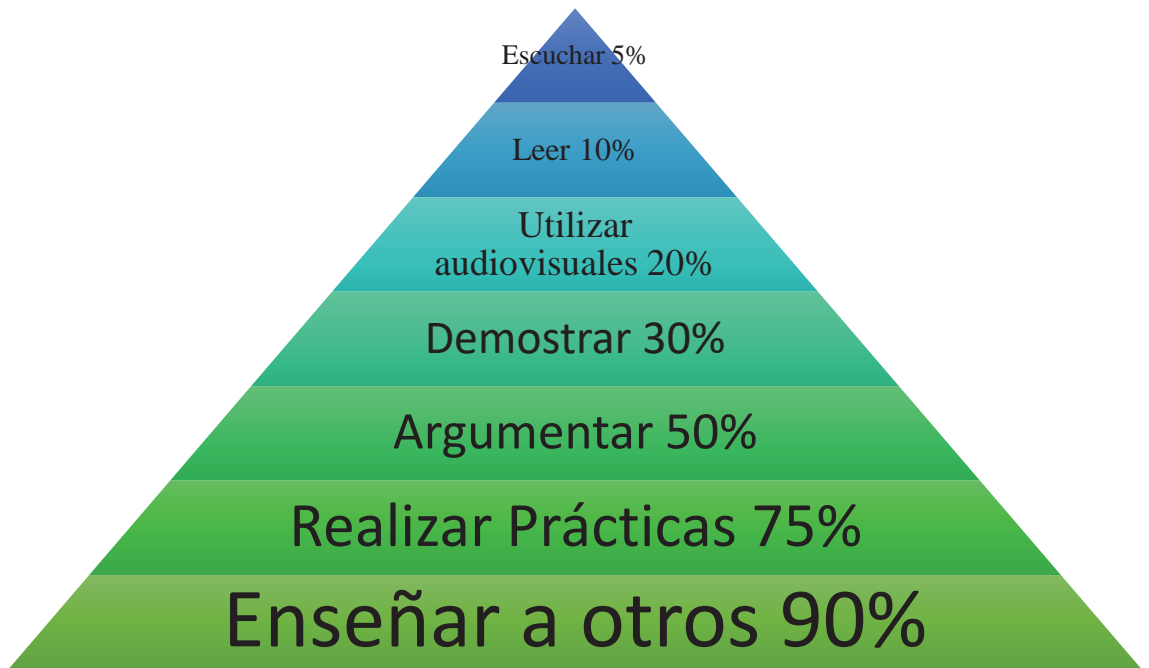 Escuchar 5%
Leer 10%
Utilizar
audiovisuales 20%
Demostrar 30%
Argumentar 50%
Realizar Prácticas 75%
Enseñar a otros 90%